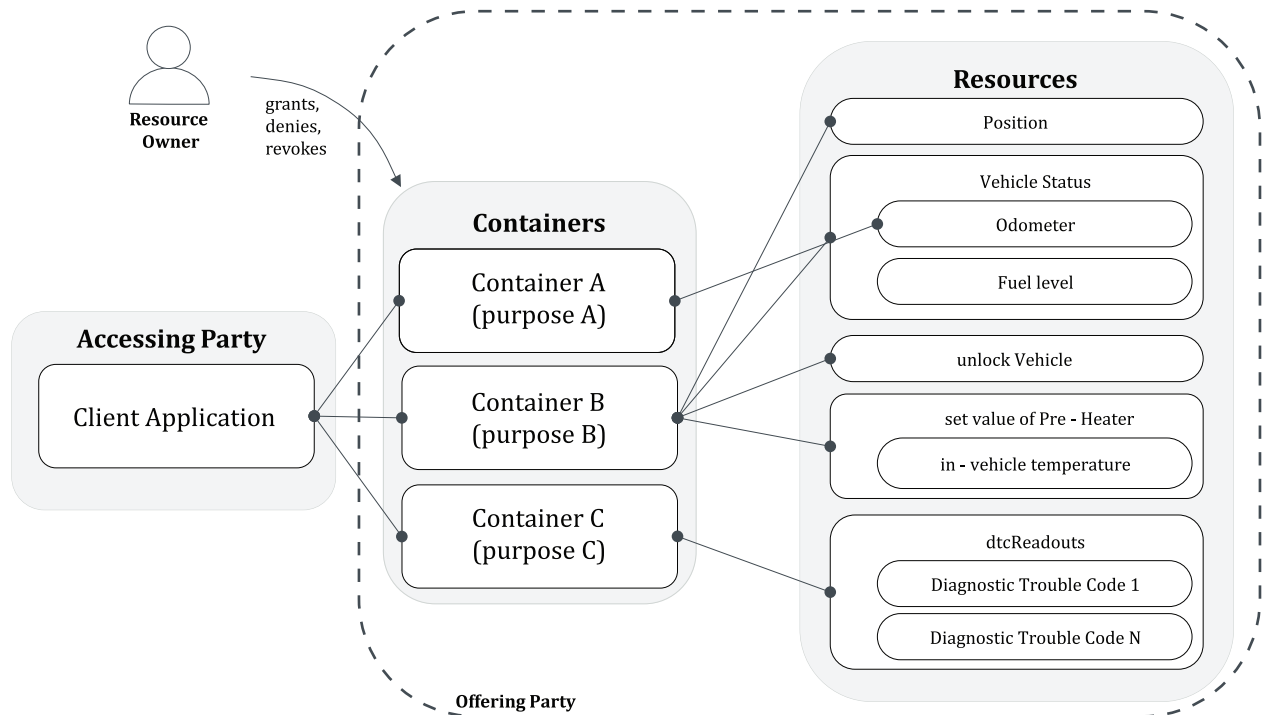 Resource
Owner
grants,
denies,
revokes
Accessing Party
Client Application
Containers
Container A
(purpose A)
Container B
(purpose B)
Container C
(purpose C)
Resources
Position
Vehicle Status
Odometer
Fuel level
unlock Vehicle
set value of Pre - Heater
in - vehicle temperature
dtcReadouts
Diagnostic Trouble Code 1
Diagnostic Trouble Code N
Offering Party